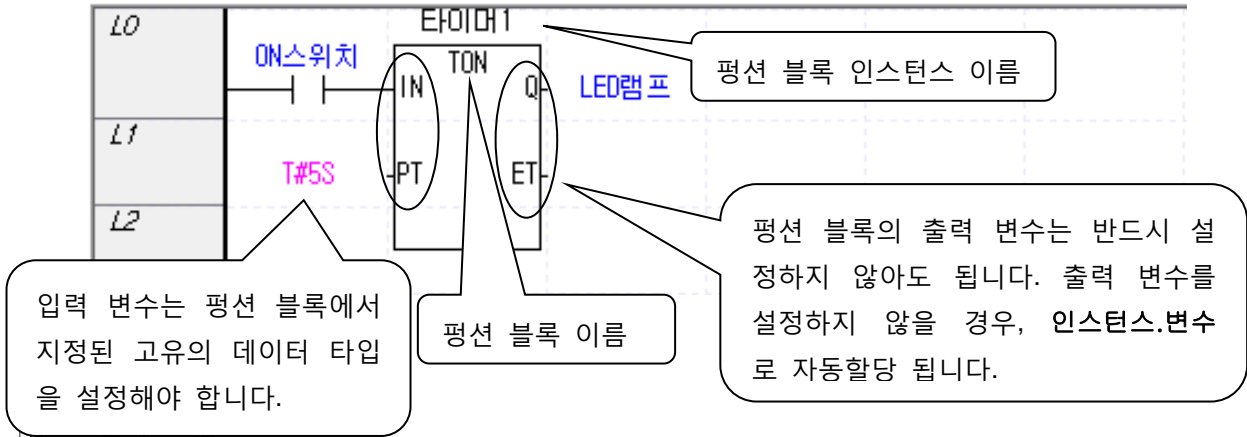 L0
타이머1
ON스위치
TON
IN
Q
LED램프
펑션 블록 인스턴스 이름
L1
T#5S
PT
ET
L2
펑션 블록의 출력 변수는 반드시 설
정하지 않아도 됩니다. 출력 변수를
설정하지 않을 경우, 인스턴스.변수
로 자동할당 됩니다.
입력 변수는 펑션 블록에서
지정된 고유의 데이터 타입
을 설정해야 합니다.
펑션 블록 이름